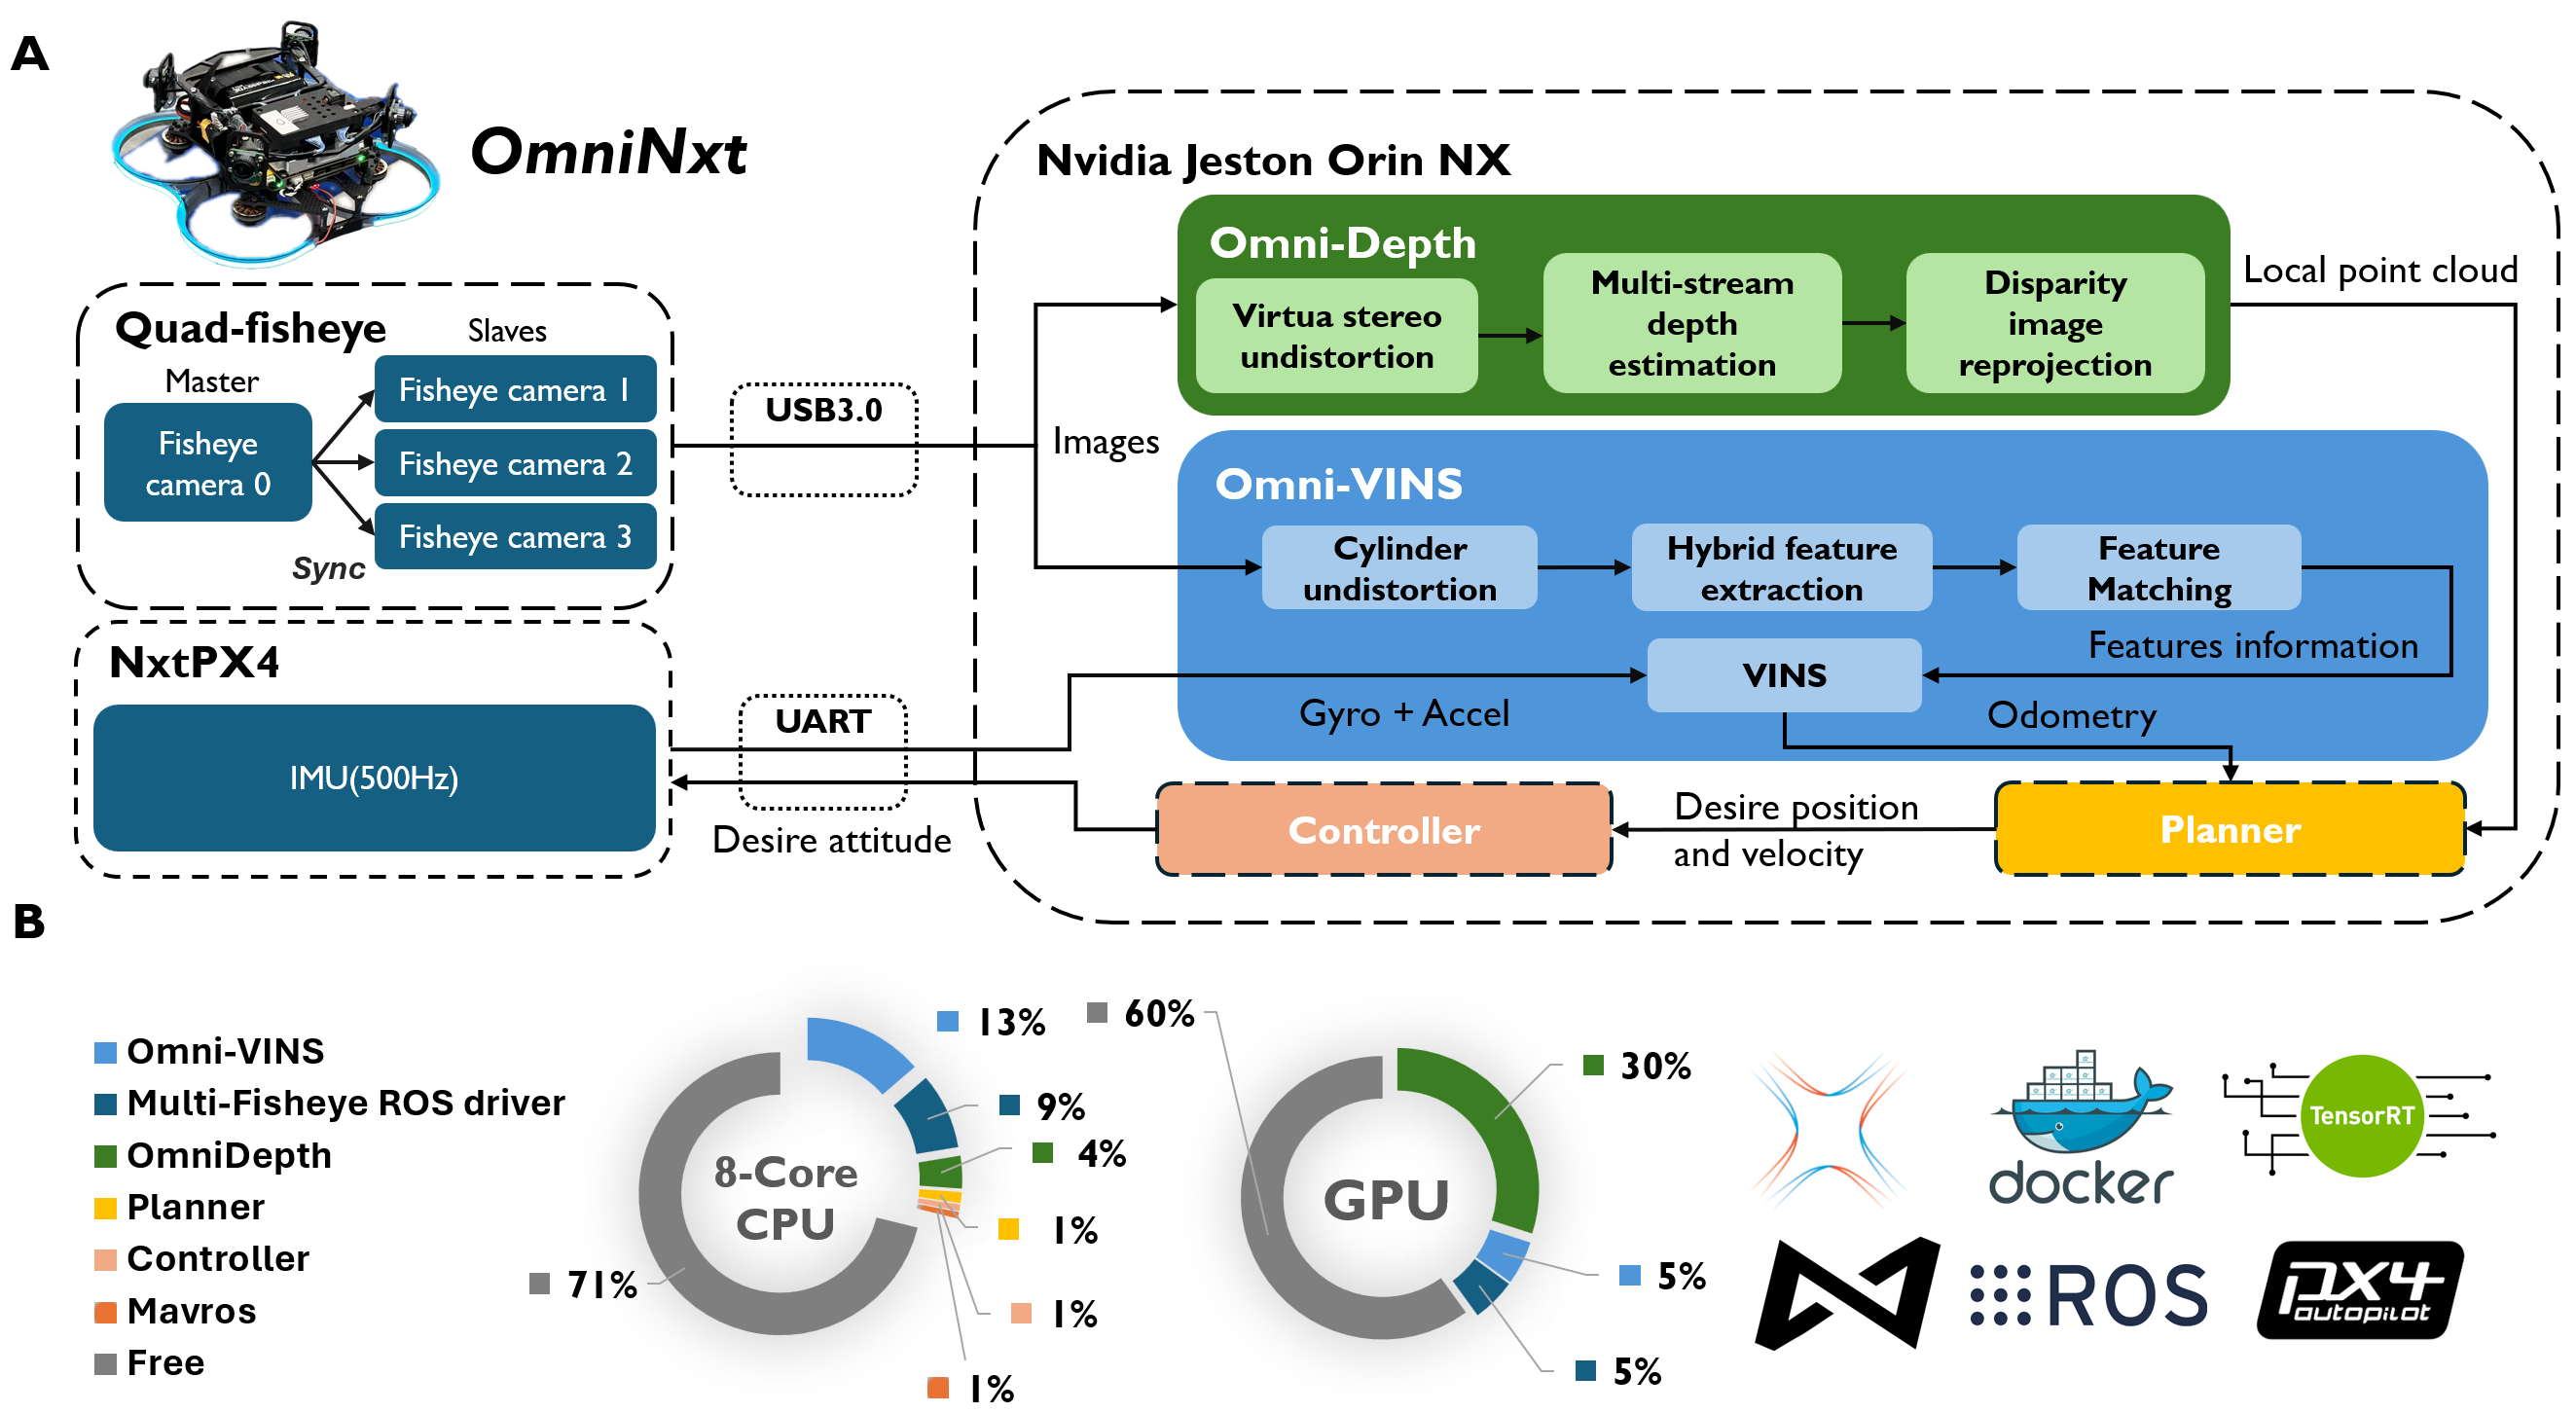 A
OmniNxt
Quad-fisheye
Slaves
Master
Fisheye
camera 0
Fisheye camera 1
Fisheye camera 2
Fisheye camera 3
Sync
NxtPX4
IMU(500Hz)
USB3.0
UART
Desire attitude
Nvidia Jeston Orin NX
Images
Omni-Depth
Virtua stereo
undistortion
Multi-stream
depth
estimation
Disparity
image
reprojection
Local point cloud
Omni-VINS
Cylinder
undistortion
Hybrid feature
extraction
Feature
Matching
Features information
VINS
Gyro + Accel
Odometry
Controller
Desire position
and velocity
Planner
B
Omni-VINS
Multi-Fisheye ROS driver
OmniDepth
Planner
Controller
Mavros
Free
8-Core
CPU
13%
9%
4%
1%
1%
1%
71%
GPU
60%
30%
5%
5%
docker
TensorRT
ROS
px4
autopilot